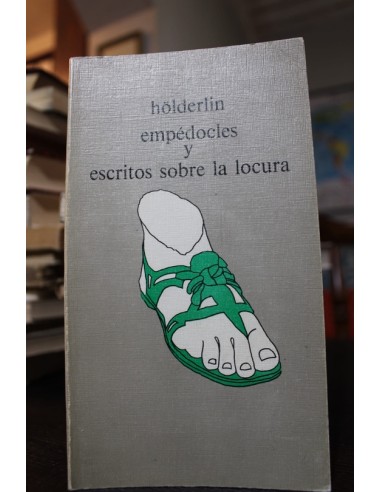 hölderlin
empédocles
y
escritos sobre la locura